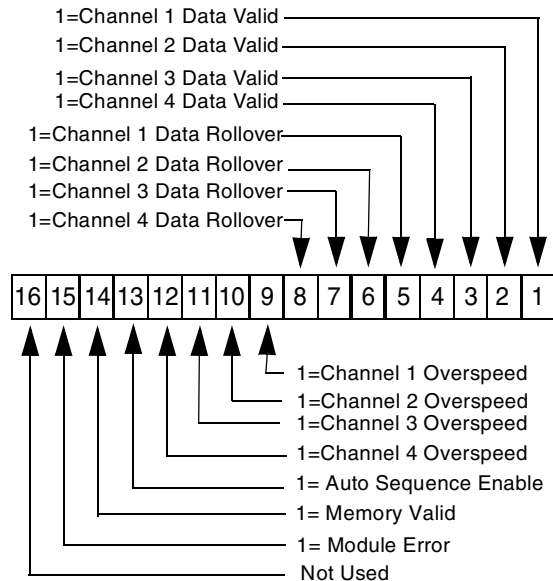 1=Channel 1 Data Valid
1=Channel 2 Data Valid
1=Channel 3 Data Valid
1=Channel 4 Data Valid
1=Channel 1 Data Rollover
1=Channel 2 Data Rollover
1=Channel 3 Data Rollover
1=Channel 4 Data Rollover
16 15 14 13 12 11 10 9 8 7 6 5 4 3 2 1
1=Channel 1 Overspeed
1=Channel 2 Overspeed
1=Channel 3 Overspeed
1=Channel 4 Overspeed
1= Auto Sequence Enable
1= Memory Valid
1= Module Error
Not Used